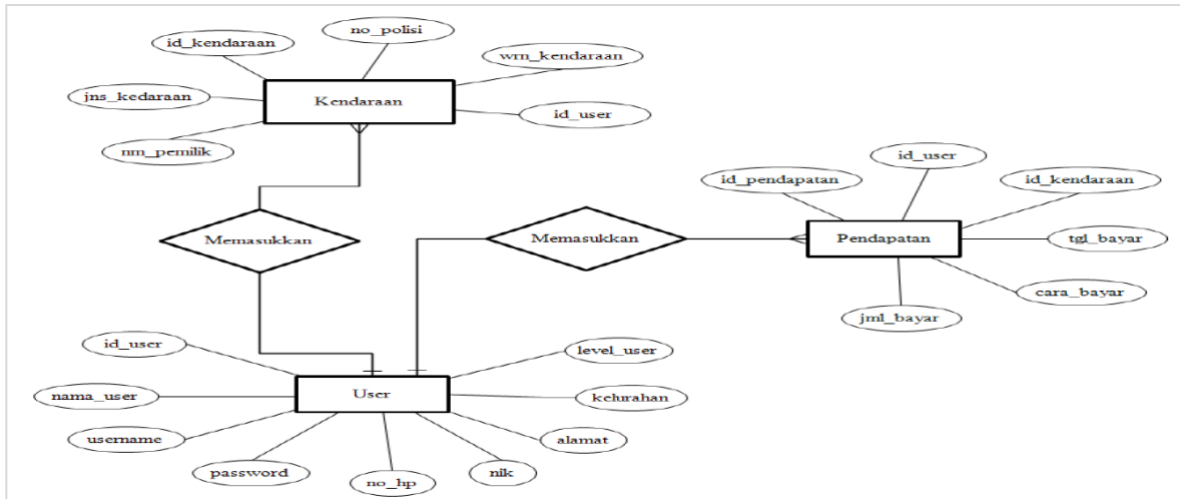 no_polisi
id_kendaraan
wrn_kendaraan
jns_kedaraan
Kendaraan
id_user
nm_pemilik
id_user
id_pendapatan
id_kendaraan
Memasukkan
Memasukkan
Pendapatan
tgl_bayar
cara_bayar
jml_bayar
id_user
level_user
nama_user
User
kelurahan
username
alamat
password
no_hp
nik